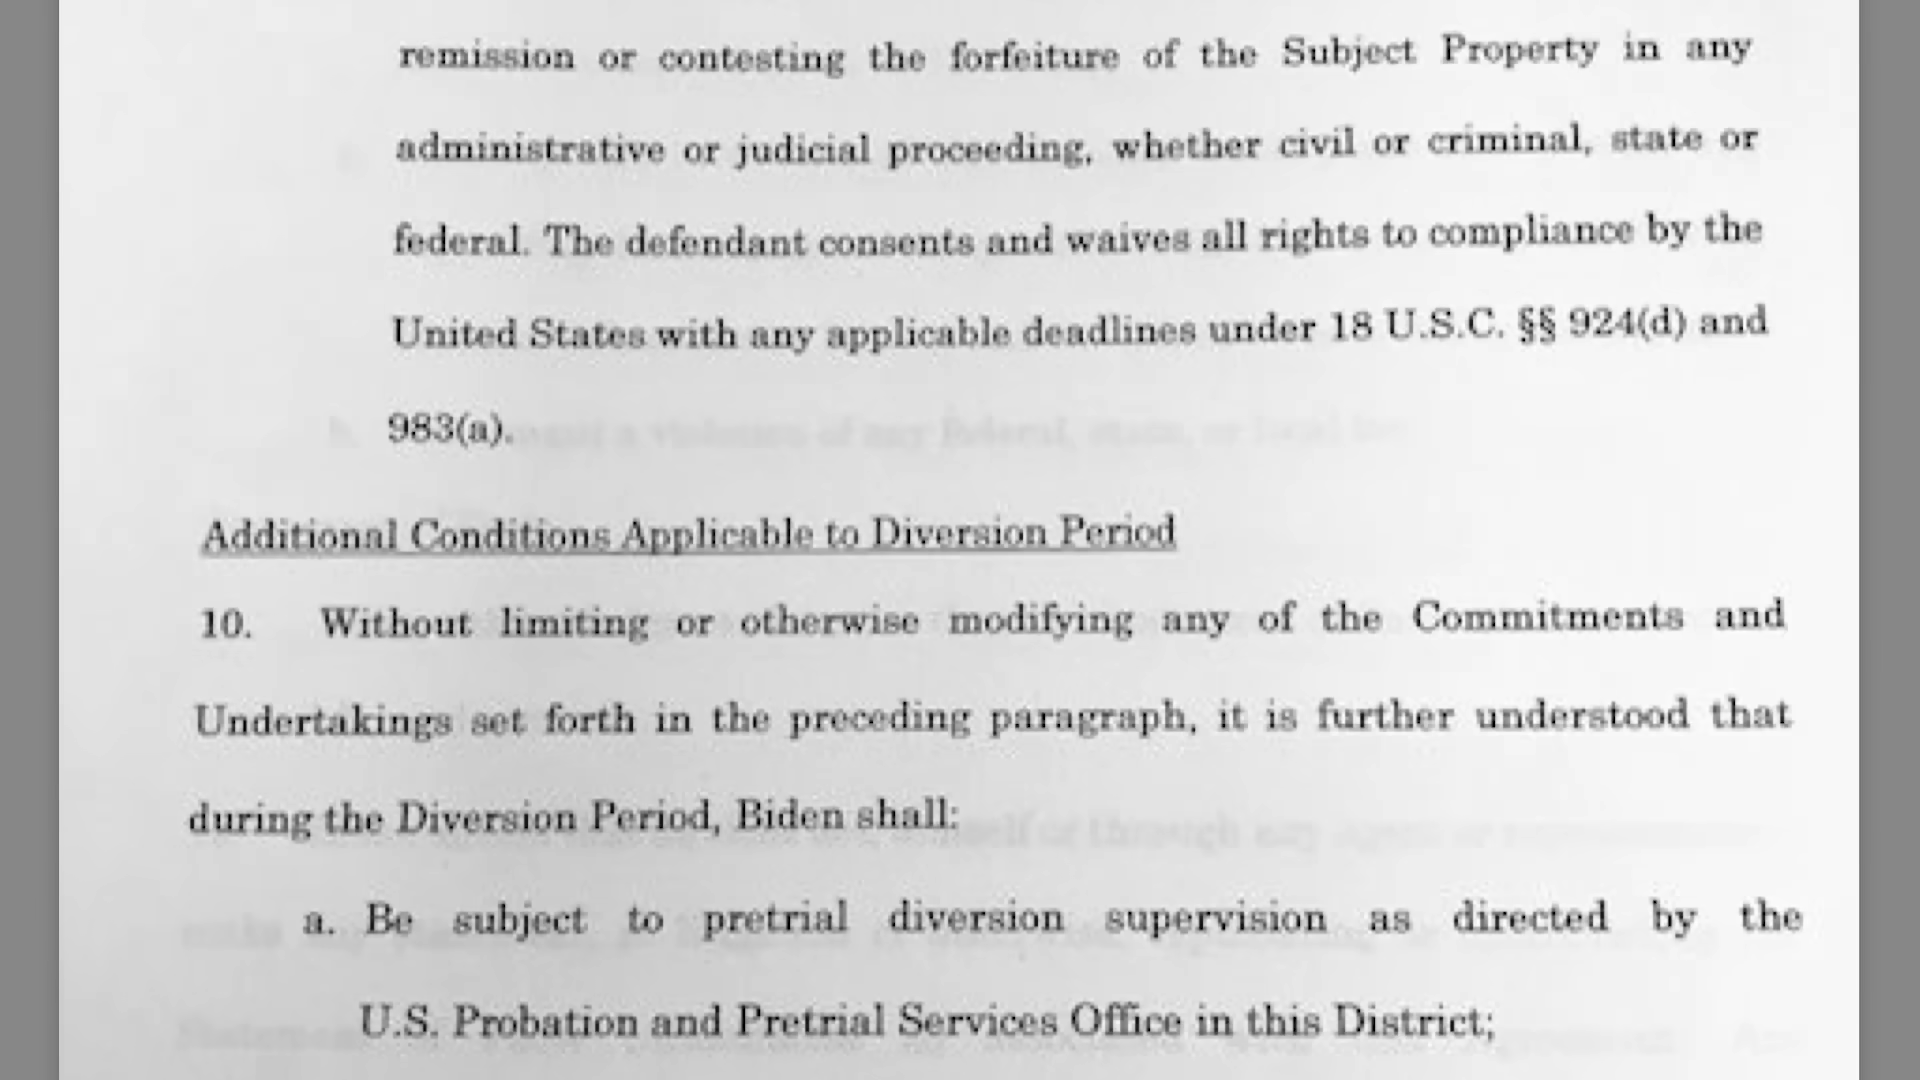 remission or contesting the forfeiture of the Subject Property in any
administrative or judicial proceeding, whether civil or criminal, state or
federal. The defendant consents and waives all rights to compliance by the
United States with any applicable deadlines under 18 U.S.C. §§ 924(d) and
983(a).
Additional Conditions Applicable to Diversion Period
10. Without limiting or otherwise modifying any of the Commitments and
Undertakings set forth in the preceding paragraph, it is further understood that
during the Diversion Period, Biden shall:
a. Be subject to pretrial diversion supervision as directed by the
U.S. Probation and Pretrial Services Office in this District;